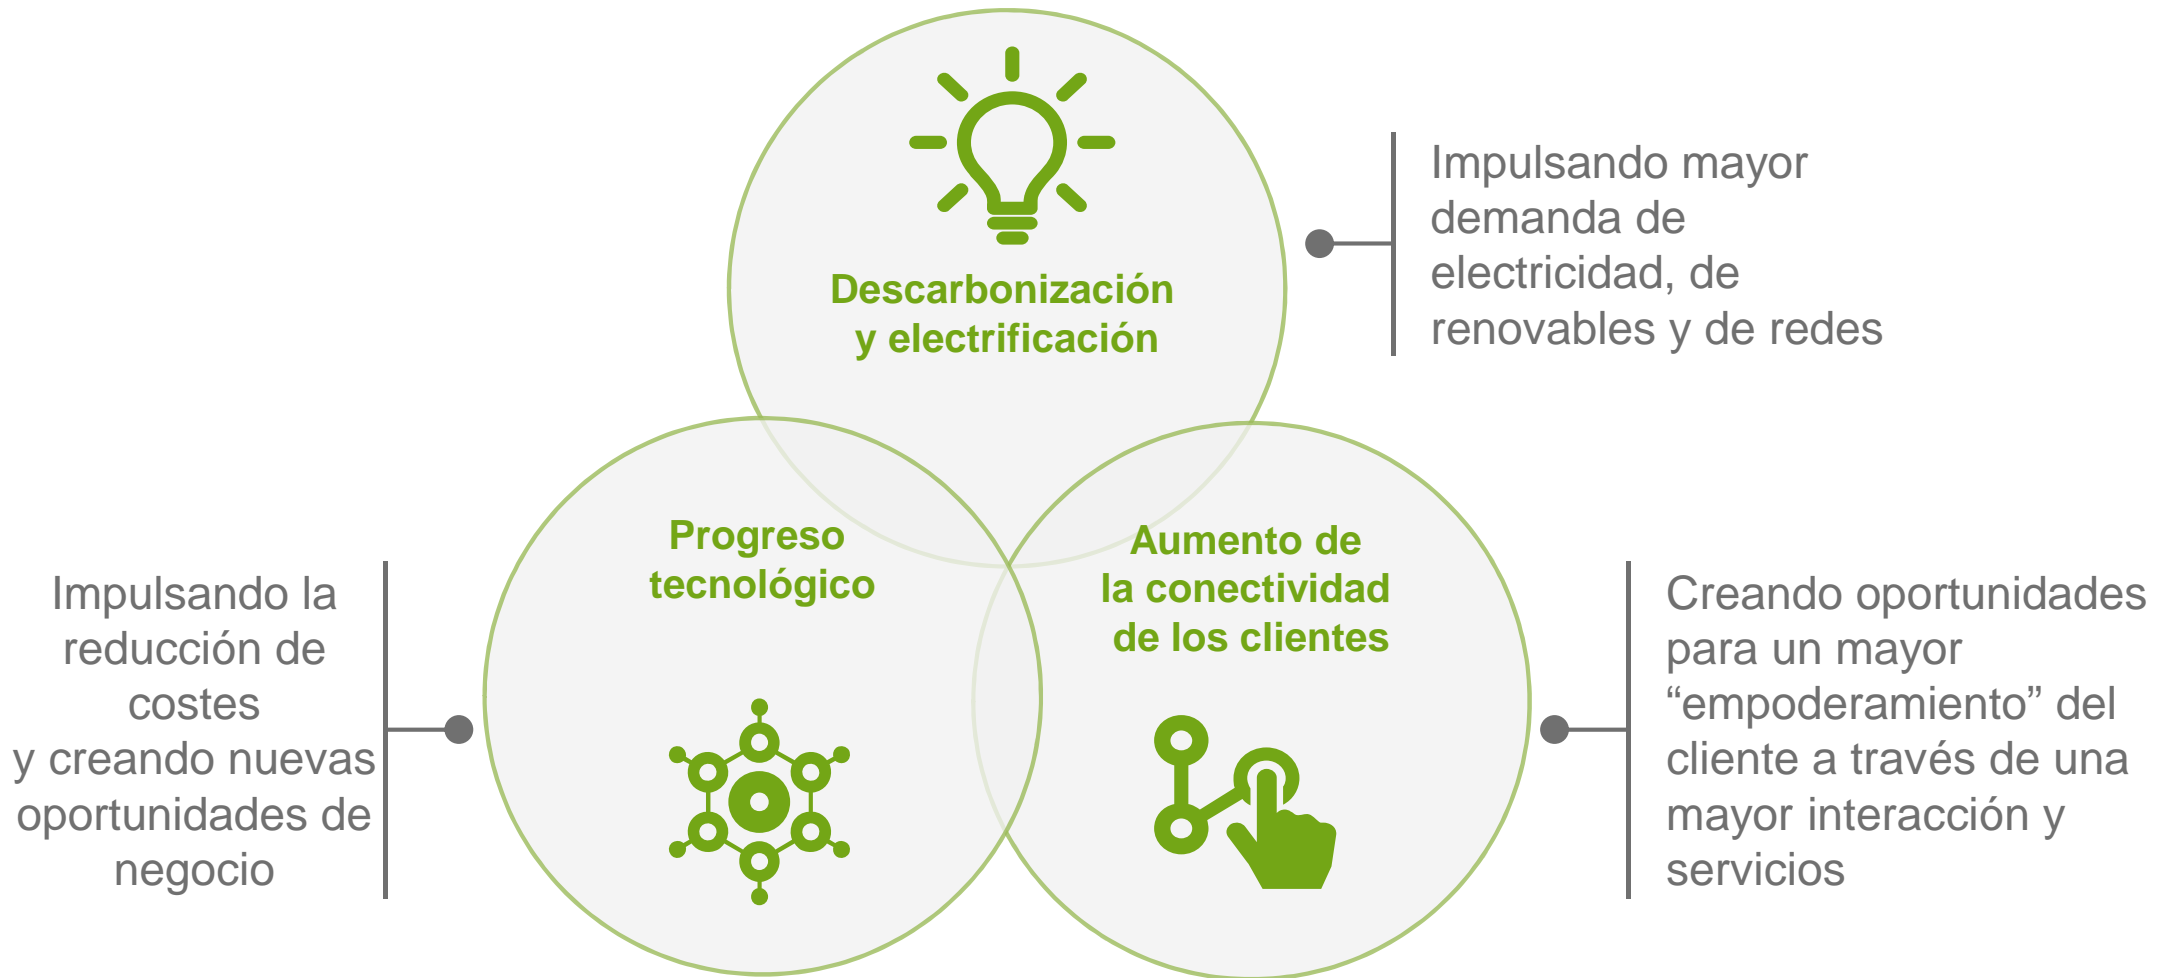 Descarbonización
y electrificación
Impulsando mayor
demanda de
electricidad, de
renovables y de redes
Progreso
tecnológico
Impulsando la
reducción de
costes
y creando nuevas
oportunidades de
negocio
Aumento de
la conectividad
de los clientes
Creando oportunidades
para un mayor
“empoderamiento” del
cliente a través de una
mayor interacción y
servicios